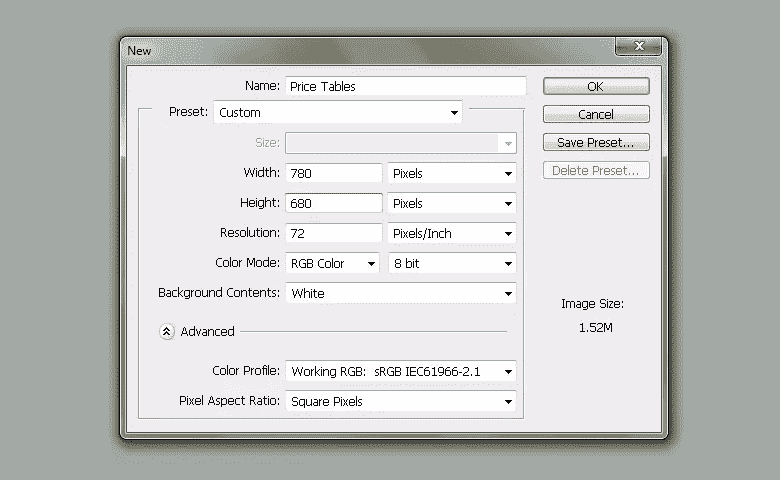 New
Name: Price Tables
OK
Preset: Custom
Cancel
Size:
Save Preset...
Width: 780 Pixels
Delete Preset...
Height: 680 Pixels
Resolution: 72 Pixels/Inch
Color Mode: RGB Color 8 bit
Background Contents: White
Image Size:
1.52M
Advanced
Color Profile: Working RGB: sRGB IEC61966-2.1
Pixel Aspect Ratio: Square Pixels